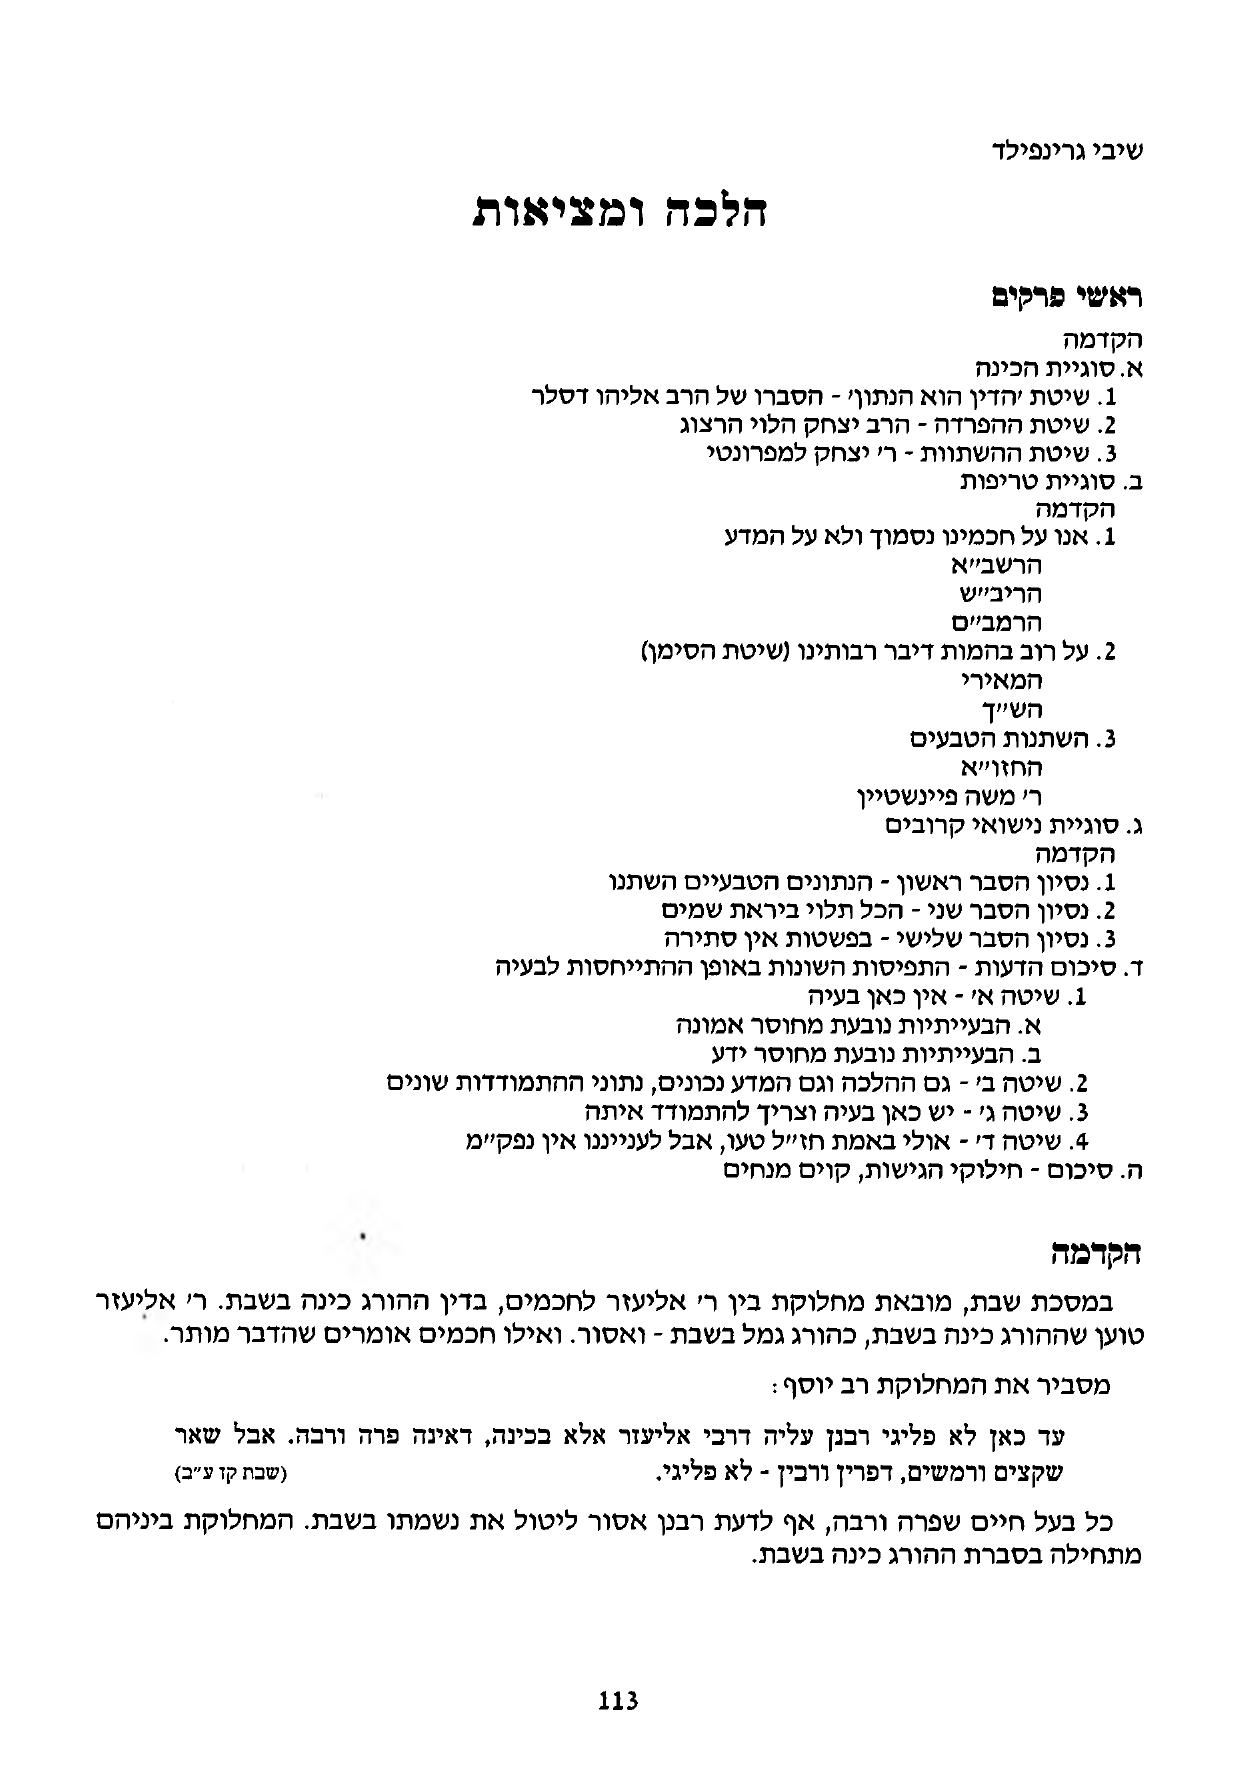 שיבי גרינפילד
הלכה ומציאות
ראשי פרקים
הקדמה
א. סוגיית הכינה
1. שיטת 'הדין הוא הנתון' - הסברו של הרב אליהו דסלר
2. שיטת ההפרדה - הרב יצחק הלוי הרצוג
3. שיטת ההשתוות - ר' יצחק למפרונטי
ב. סוגיית טריפות
הקדמה
1. אנו על חכמינו נסמוך ולא על המדע
הרשב"א
הריב"ש
הרמב"ם
2. על רוב בהמות דיבר רבותינו (שיטת הסימן)
המאירי
הש"ך
3. השתנות הטבעים
החזו"א
ר' משה פיינשטיין
ג. סוגיית נישואי קרובים
הקדמה
1. נסיון הסבר ראשון - הנתונים הטבעיים השתנו
2. נסיון הסבר שני - הכל תלוי ביראת שמים
3. נסיון הסבר שלישי - בפשטות אין סתירה
ד. סיכום הדעות - התפיסות השונות באופן ההתייחסות לבעיה
1. שיטה א' - אין כאן בעיה
א. הבעייתיות נובעת מחוסר אמונה
ב. הבעייתיות נובעת מחוסר ידע
2. שיטה ב' - גם ההלכה וגם המדע נכונים, נתוני ההתמודדות שונים
3. שיטה ג' - יש כאן בעיה וצריך להתמודד איתה
4. שיטה ד' - אולי באמת חז"ל טעו, אבל לענייננו אין נפק"מ
ה. סיכום - חילוקי הגישות, קוים מנחים
הקדמה
במסכת שבת, מובאת מחלוקת בין ר' אליעזר לחכמים, בדין ההורג כינה בשבת. ר' אליעזר
טוען שההורג כינה בשבת, כהורג גמל בשבת - ואסור. ואילו חכמים אומרים שהדבר מותר.
מסביר את המחלוקת רב יוסף:
עד כאן לא פליגי רבנן עליה דרבי אליעזר אלא בכינה, דאינה פרה ורבה. אבל שאר
שקצים ורמשים, דפרין ורבין - לא פליגי. (שבת קז ע"ב)
כל בעל חיים שפרה ורבה, אף לדעת רבנן אסור ליטול את נשמתו בשבת. המחלוקת ביניהם
מתחילה בסברת ההורג כינה בשבת.
113